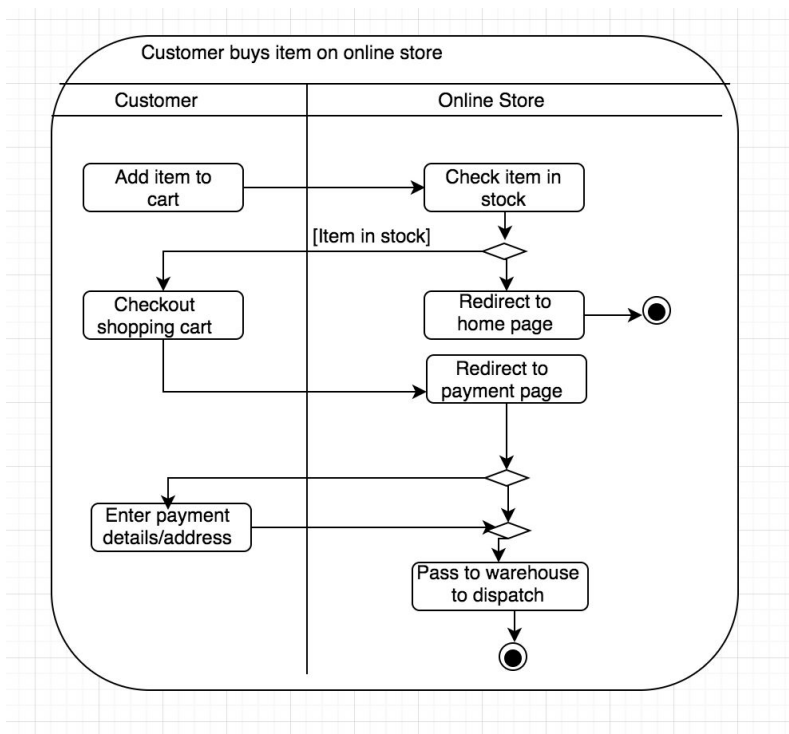 Customer buys item on online store
Customer
Online Store
Add item to
cart
Check item in
stock
[Item in stock]
Checkout
shopping cart
Redirect to
home page
Redirect to
payment page
Enter payment
details/address
Pass to warehouse
to dispatch